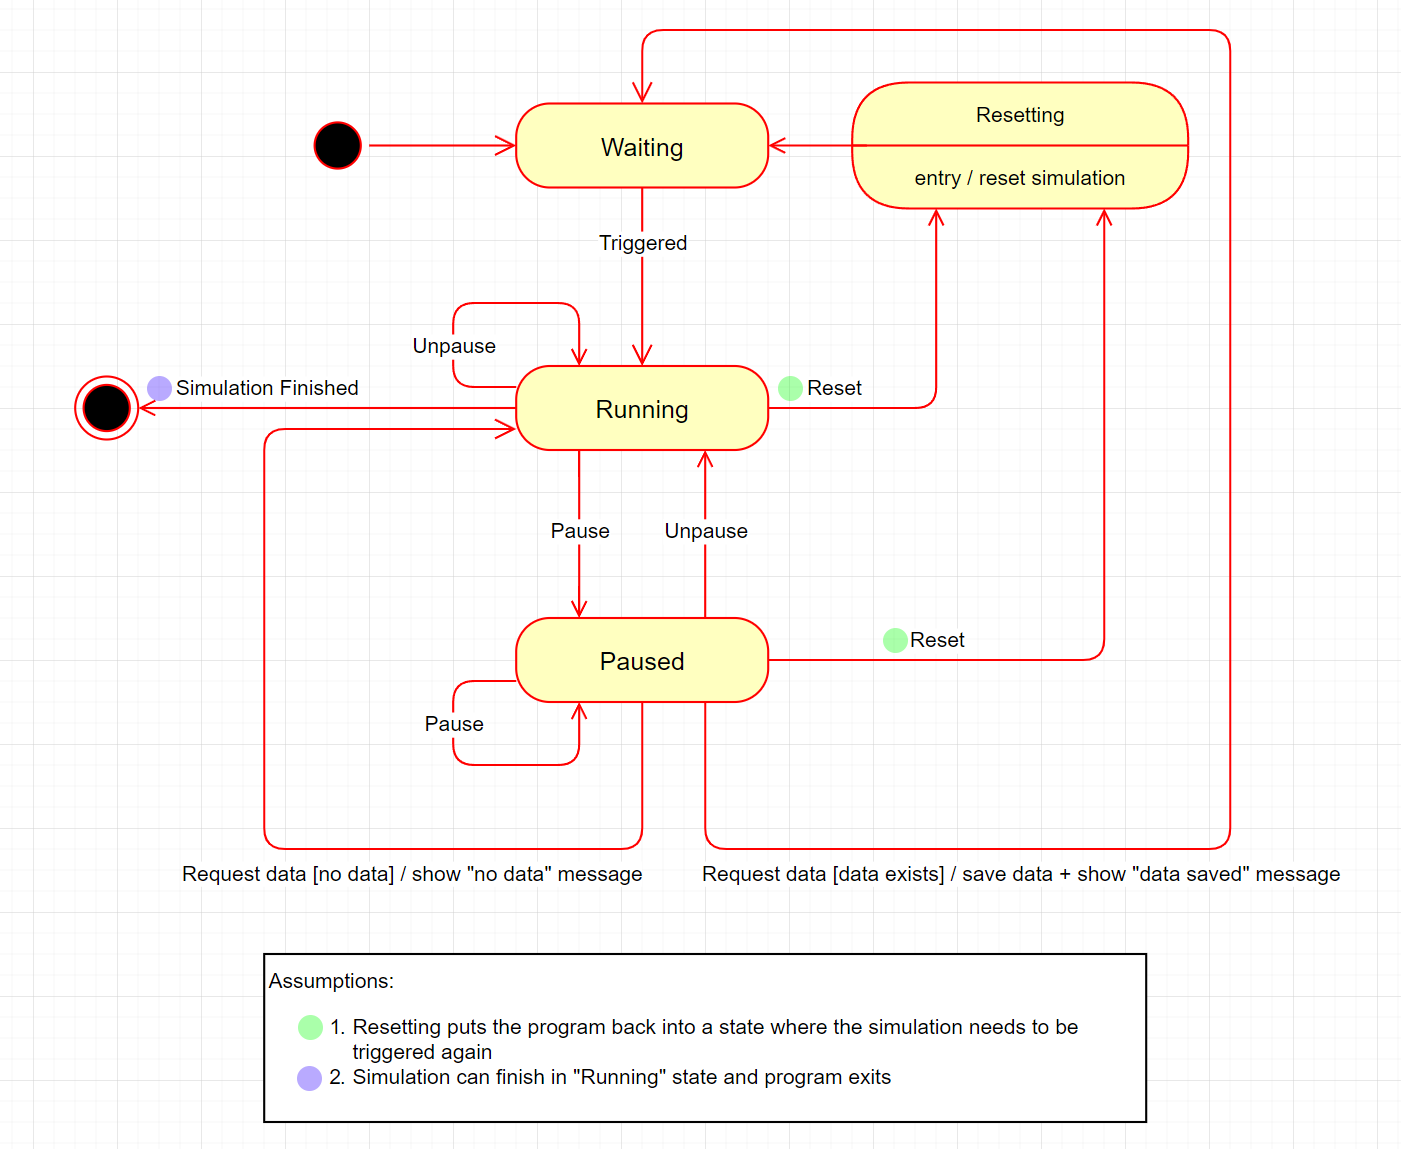 Resetting
Waiting
entry / reset simulation
Triggered
Unpause
Simulation Finished
Reset
Running
Pause
Unpause
Reset
Paused
Pause
Request data [no data] / show "no data" message
Request data [data exists] / save data + show "data saved" message
Assumptions:
1. Resetting puts the program back into a state where the simulation needs to be
triggered again
2. Simulation can finish in "Running" state and program exits